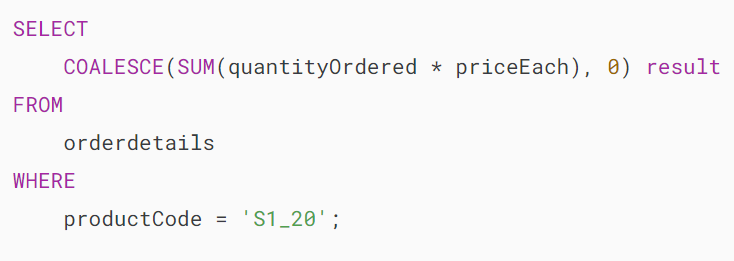 SELECT
    COALESCE(SUM(quantityOrdered * priceEach), 0) result
FROM
    orderdetails
WHERE
    productCode = 'S1_20';